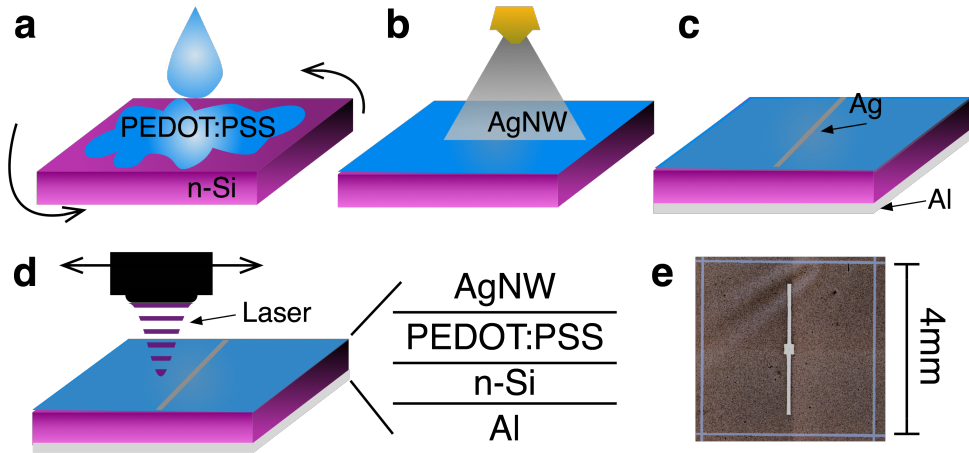 a
PEDOT:PSS
n-Si
b
AgNW
c
Ag
Al
d
Laser
AgNW
PEDOT:PSS
n-Si
Al
e
4mm